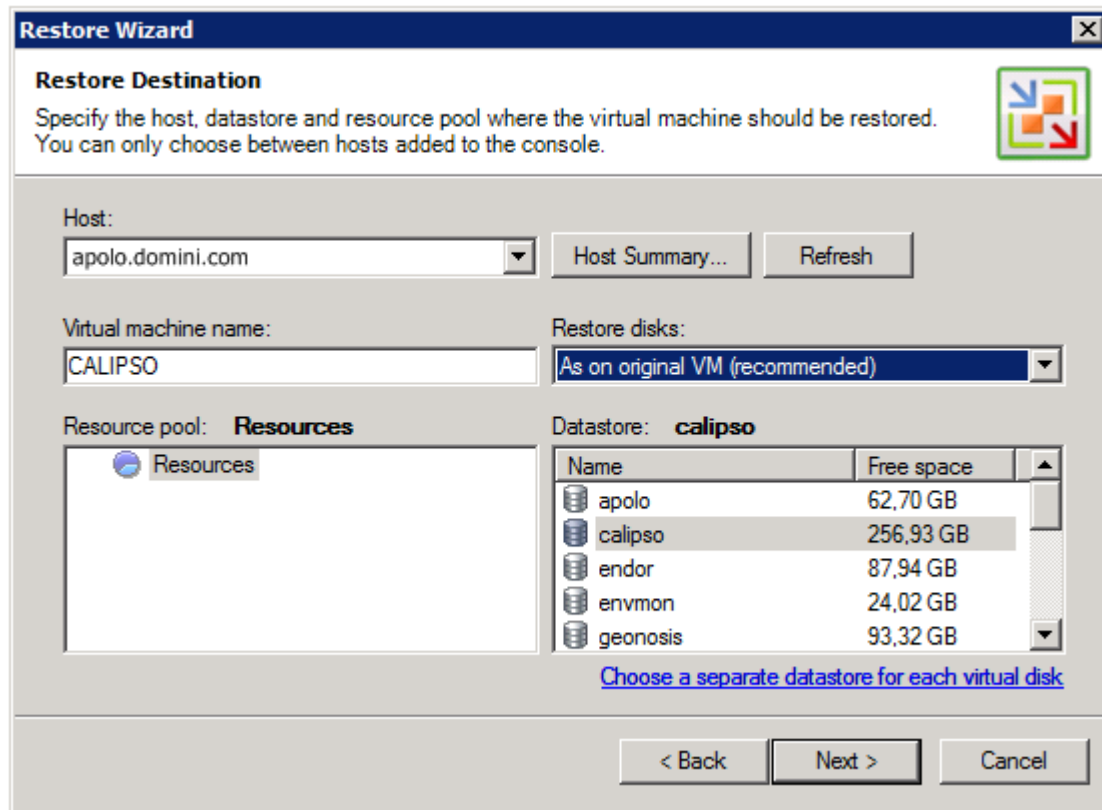 Restore Wizard
Restore Destination
Specify the host, datastore and resource pool where the virtual machine should be restored.
You can only choose between hosts added to the console.
Host:
apolo.domini.com
Host Summary...
Refresh
Virtual machine name:
Restore disks:
CALIPSO
As on original VM (recommended)
Resource pool: Resources
Datastore: calipso
Resources
Name Free space
apolo 62,70 GB
calipso 256,93 GB
endor 87,94 GB
envmon 24,02 GB
geonosis 93,32 GB
Choose a separate datastore for each virtual disk
< Back
Next >
Cancel